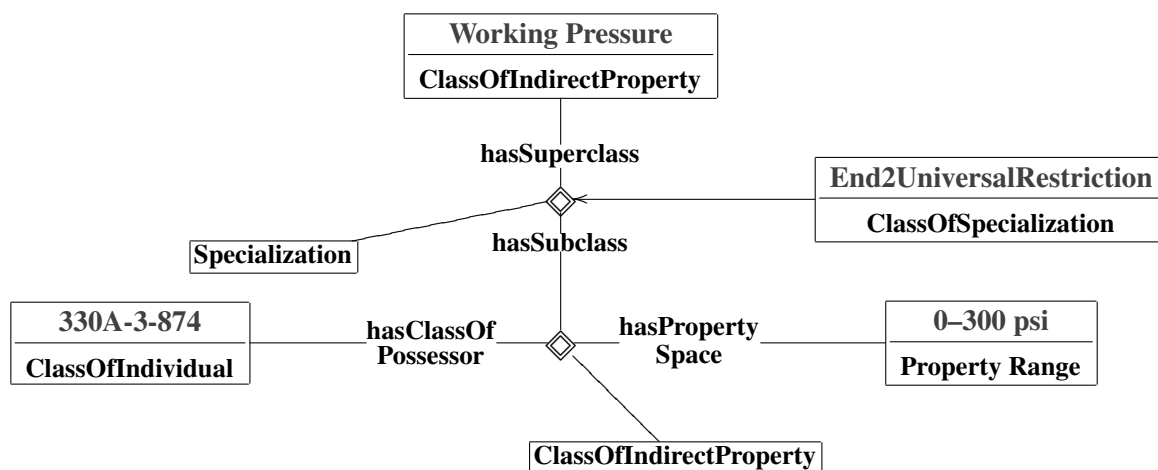 Working Pressure
ClassOfIndirectProperty
hasSuperclass
End2UniversalRestriction
ClassOfSpecialization
Specialization
hasSubclass
330A-3-874
ClassOfIndividual
hasClassOf
Possessor
hasProperty
Space
0–300 psi
Property Range
ClassOfIndirectProperty